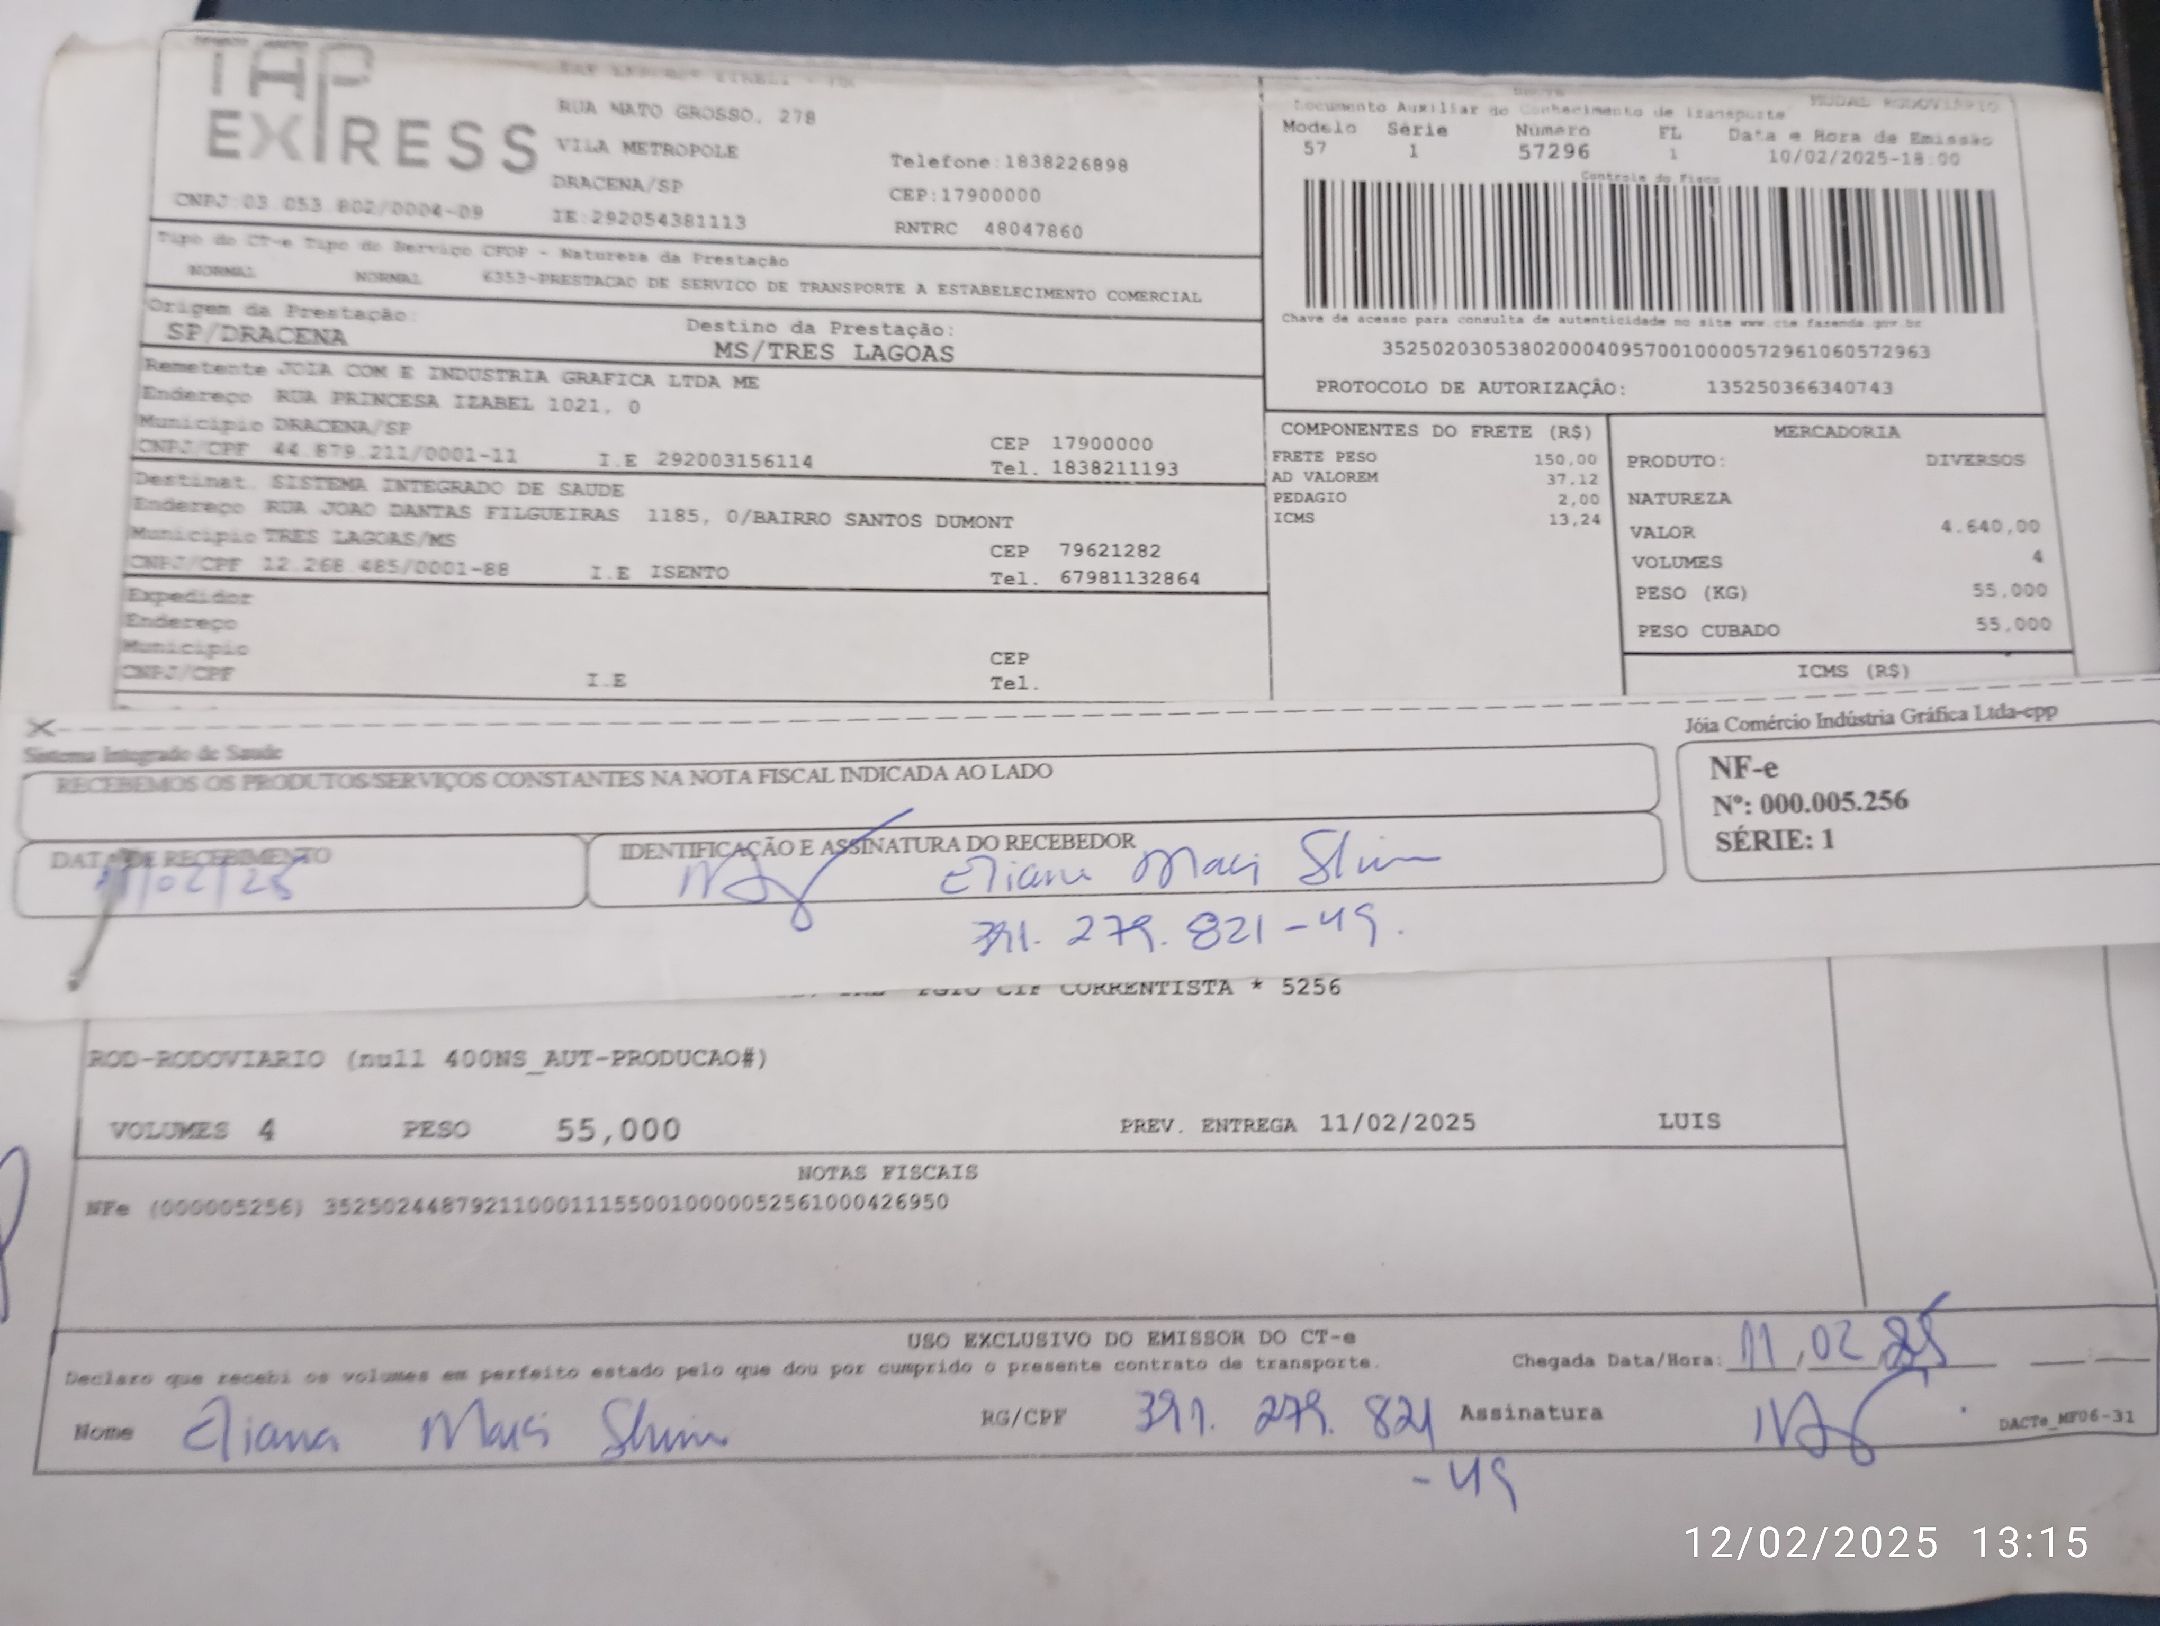 TAP
EXPRESS
RUA MATO GROSSO, 278
VILA METROPOLE
DRACENA/SP
IE:292054381113
Telefone:1838226898
CEP:17900000
RNTRC 48047860
CNPJ:03.053.802/0004-09
MODAL RODOVIÁRIO
Documento Auxiliar do Conhecimento de Transporte
Modelo Série Número FL Data e Hora de Emissão
57 1 57296 1 10/02/2025-18:00
Controle do Fisco
Chave de acesso para consulta de autenticidade no site www.cte.fazenda.gov.br
35250203053802000409570010000572961060572963
PROTOCOLO DE AUTORIZAÇÃO: 135250366340743
Tipo do CT-e Tipo do Serviço CFOP - Natureza da Prestação
NORMAL NORMAL 6353-PRESTACAO DE SERVICO DE TRANSPORTE A ESTABELECIMENTO COMERCIAL
Origem da Prestação: Destino da Prestação:
SP/DRACENA MS/TRES LAGOAS
Remetente JOIA COM E INDUSTRIA GRAFICA LTDA ME
Endereço RUA PRINCESA IZABEL 1021, 0
Municipio DRACENA/SP CEP 17900000
CNPJ/CPF 44.879.211/0001-11 I.E 292003156114 Tel. 1838211193
Destinat. SISTEMA INTEGRADO DE SAUDE
Endereço RUA JOAO DANTAS FILGUEIRAS 1185, 0/BAIRRO SANTOS DUMONT
Municipio TRES LAGOAS/MS CEP 79621282
CNPJ/CPF 12.268.485/0001-88 I.E ISENTO Tel. 67981132864
Expedidor
Endereço
Municipio CEP
CNPJ/CPF I.E Tel.
COMPONENTES DO FRETE (R$)
FRETE PESO 150,00
AD VALOREM 37,12
PEDAGIO 2,00
ICMS 13,24
MERCADORIA
PRODUTO: DIVERSOS
NATUREZA
VALOR 4.640,00
VOLUMES 4
PESO (KG) 55,000
PESO CUBADO 55,000
ICMS (R$)
Sistema Integrado de Saude
RECEBEMOS OS PRODUTOS/SERVIÇOS CONSTANTES NA NOTA FISCAL INDICADA AO LADO
DATA DE RECEBIMENTO
11/02/25
IDENTIFICAÇÃO E ASSINATURA DO RECEBEDOR
Eliana
391.279.821-49.
Jóia Comércio Indústria Gráfica Ltda-epp
NF-e
Nº: 000.005.256
SÉRIE: 1
CIF CORRENTISTA * 5256
ROD-RODOVIARIO (null 400NS_AUT-PRODUCAO#)
VOLUMES 4 PESO 55,000 PREV. ENTREGA 11/02/2025 LUIS
NOTAS FISCAIS
NFe (000005256) 35250244879211000111550010000052561000426950
USO EXCLUSIVO DO EMISSOR DO CT-e
Declaro que recebi os volumes em perfeito estado pelo que dou por cumprido o presente contrato de transporte.
Chegada Data/Hora: 11/02/25
Nome Eliana
RG/CPF 391.279.821
-49
Assinatura
DACTe_MF06-31
12/02/2025 13:15